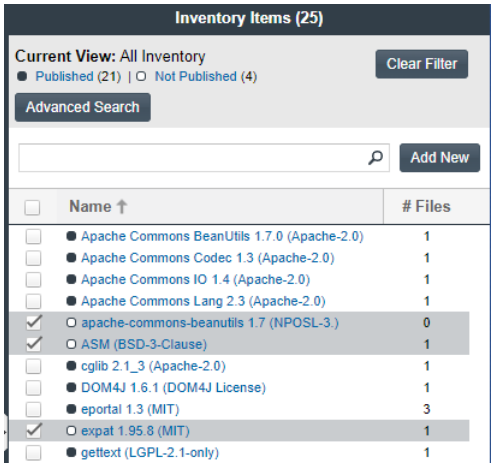 Inventory Items (25)
Current View: All Inventory
Published (21) | Not Published (4)
Clear Filter
Advanced Search
Add New
Name # Files
Apache Commons BeanUtils 1.7.0 (Apache-2.0) 1
Apache Commons Codec 1.3 (Apache-2.0) 1
Apache Commons IO 1.4 (Apache-2.0) 1
Apache Commons Lang 2.3 (Apache-2.0) 1
apache-commons-beanutils 1.7 (NPOSL-3.) 0
ASM (BSD-3-Clause) 1
cglib 2.1_3 (Apache-2.0) 1
DOM4J 1.6.1 (DOM4J License) 1
eportal 1.3 (MIT) 3
expat 1.95.8 (MIT) 1
gettext (LGPL-2.1-only) 1